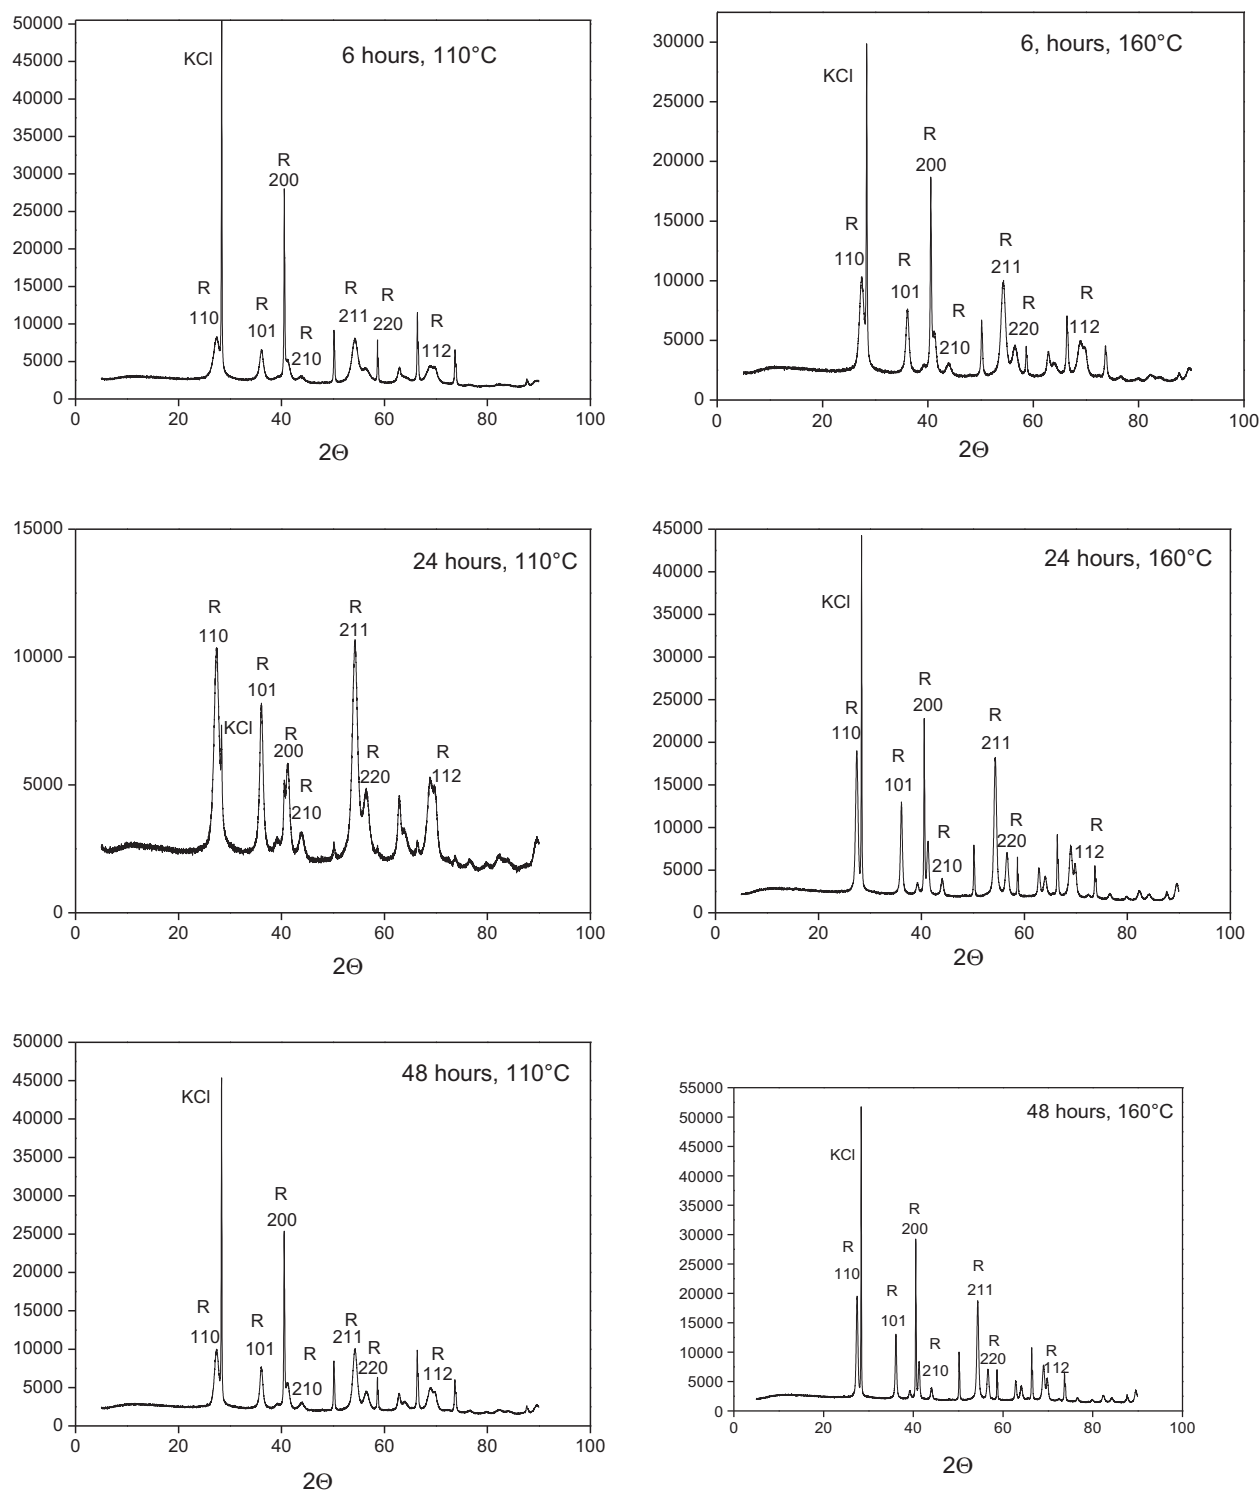 6 hours, 110°C
50000
45000
40000
35000
30000
25000
20000
15000
10000
5000
0
KCl
R
110
R
101
R
200
R
210
R
211
R
220
R
112
0 20 40 60 80 100
2Θ
6, hours, 160°C
30000
25000
20000
15000
10000
5000
0
KCl
R
110
R
101
R
200
R
210
R
211
R
220
R
112
0 20 40 60 80 100
2Θ
24 hours, 110°C
15000
10000
5000
0
R
110
KCl
R
101
R
200
R
210
R
211
R
220
R
112
0 20 40 60 80 100
2Θ
24 hours, 160°C
45000
40000
35000
30000
25000
20000
15000
10000
5000
0
KCl
R
110
R
101
R
200
R
210
R
211
R
220
R
112
0 20 40 60 80 100
2Θ
48 hours, 110°C
50000
45000
40000
35000
30000
25000
20000
15000
10000
5000
0
KCl
R
110
R
101
R
200
R
210
R
211
R
220
R
112
0 20 40 60 80 100
2Θ
48 hours, 160°C
55000
50000
45000
40000
35000
30000
25000
20000
15000
10000
5000
0
KCl
R
110
R
101
R
200
R
210
R
211
R
220
R
112
0 20 40 60 80 100
2Θ